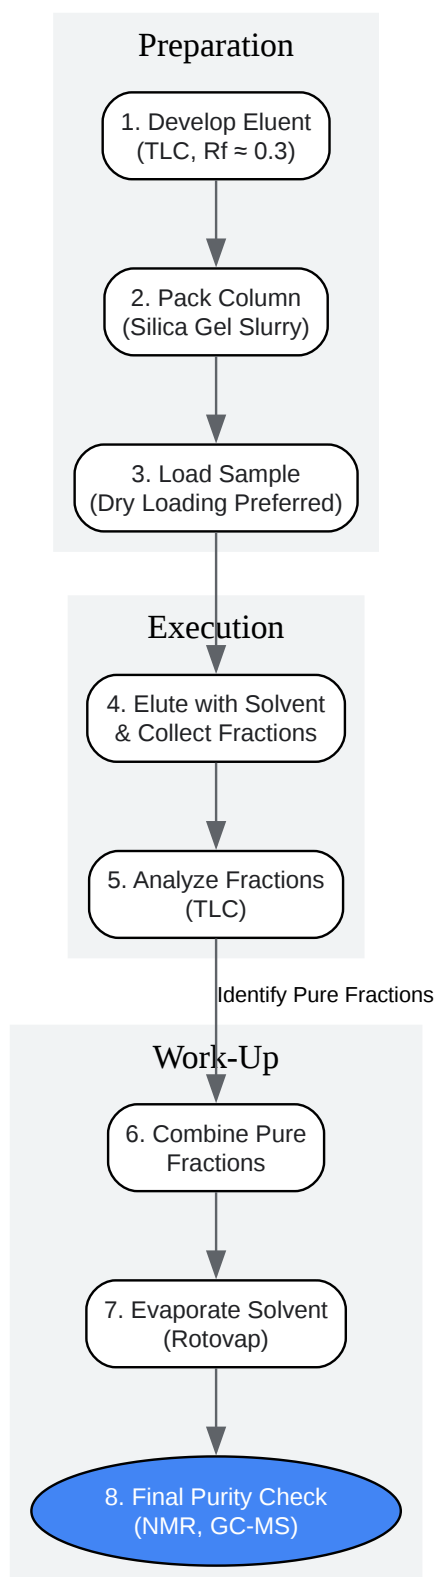 Preparation
1. Develop Eluent
(TLC, Rf ≈ 0.3)
2. Pack Column
(Silica Gel Slurry)
3. Load Sample
(Dry Loading Preferred)
Execution
4. Elute with Solvent
& Collect Fractions
5. Analyze Fractions
(TLC)
Identify Pure Fractions
Work-Up
6. Combine Pure
Fractions
7. Evaporate Solvent
(Rotovap)
8. Final Purity Check
(NMR, GC-MS)